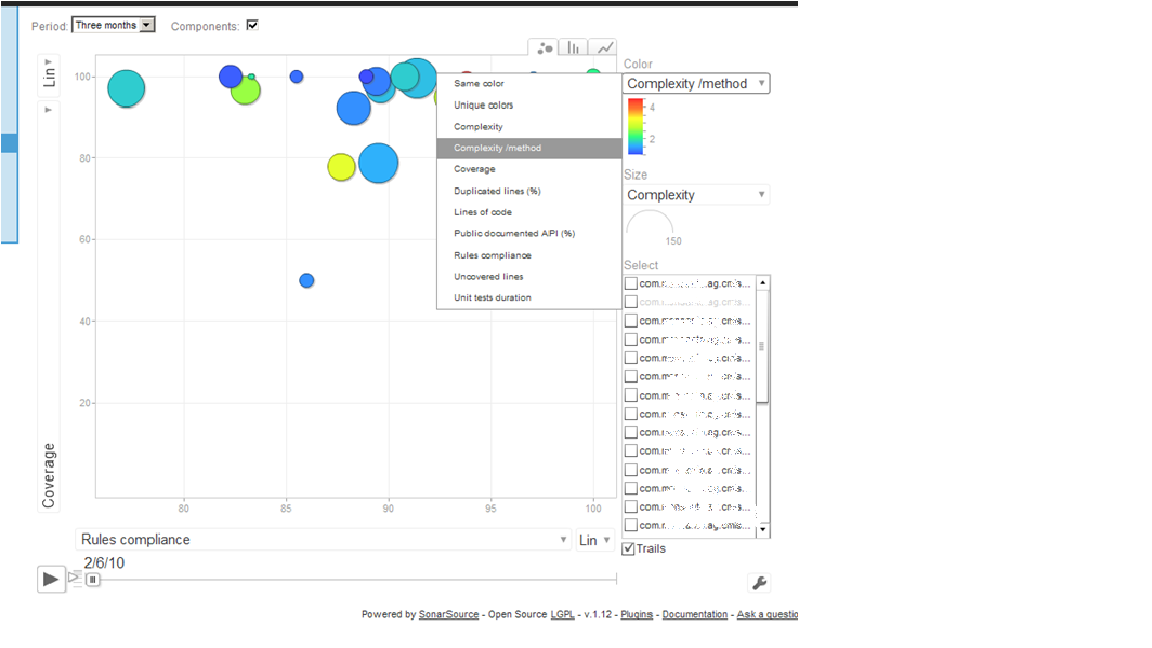 Period: Three months Components:
Lin
100
80
60
40
20
Coverage
80 85 90 95 100
Rules compliance Lin
2/6/10
Same color
Unique colors
Complexity
Complexity /method
Coverage
Duplicated lines (%)
Lines of code
Public documented API (%)
Rules compliance
Uncovered lines
Unit tests duration
Color
Complexity /method
4
2
Size
Complexity
150
Select
Trails
Powered by SonarSource - Open Source LGPL - v.1.12 - Plugins - Documentation - Ask a questio